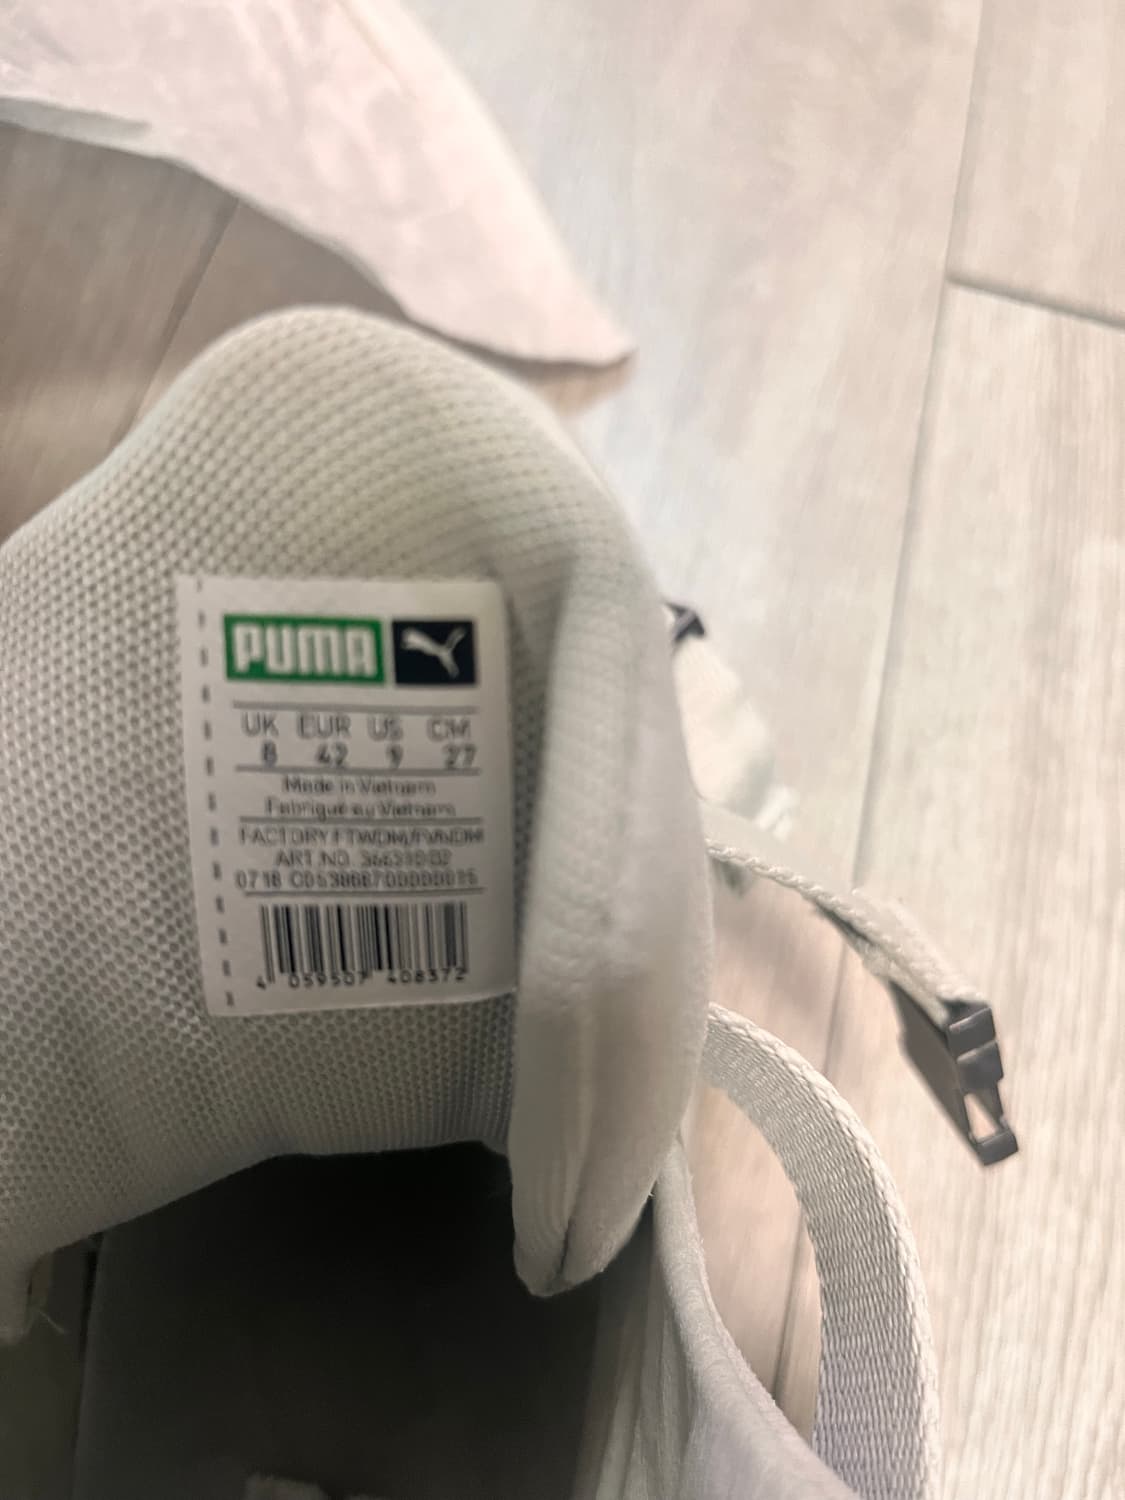 PUMA
UK EUR US CM
8 42 9 27
Made in Vietnam
Fabriqué au Vietnam
ART.NO.
0718
4 059507 408372